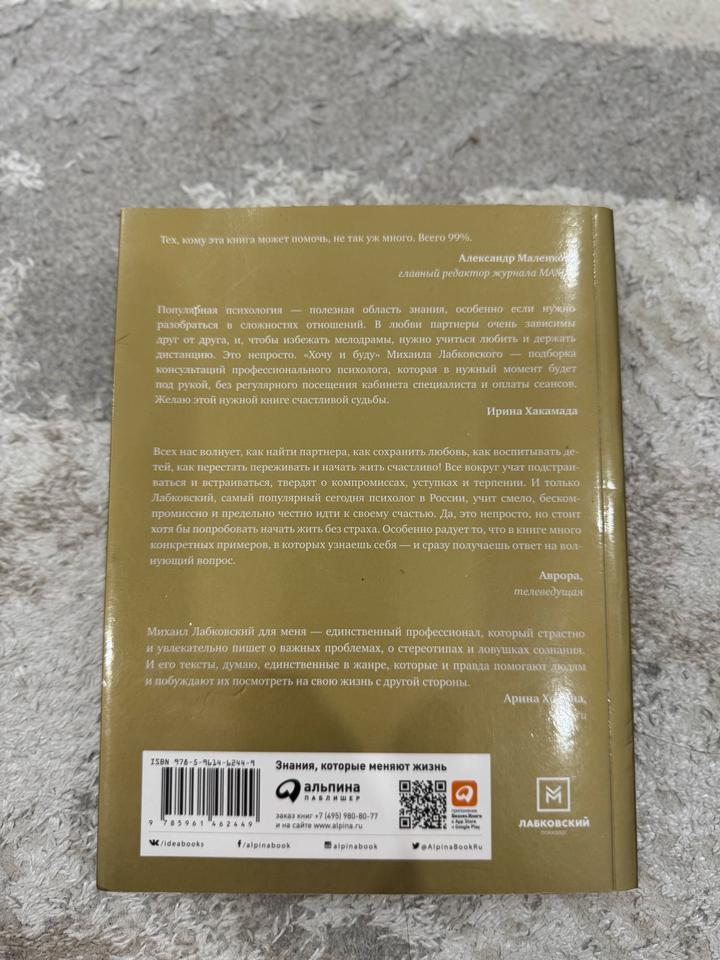 Тех, кому эта книга может помочь, не так уж много. Всего 99%.
Александр
главный редактор журнала
Популярная психология — полезная область знания, особенно если нужно
разобраться в сложностях отношений. В любви партнеры очень зависимы
друг от друга, и, чтобы избежать мелодрамы, нужно учиться любить и держать
дистанцию. Это непросто. «Хочу и буду» Михаила Лабковского — подборка
консультаций профессионального психолога, которая в нужный момент будет
под рукой, без регулярного посещения кабинета специалиста и оплаты сеансов.
Желаю этой нужной книге счастливой судьбы.
Ирина Хакамада
Всех нас волнует, как найти партнера, как сохранить любовь, как воспитывать де-
тей, как перестать переживать и начать жить счастливо! Все вокруг учат подстраи-
ваться и встраиваться, твердят о компромиссах, уступках и терпении. И только
Лабковский, самый популярный сегодня психолог в России, учит смело, беском-
промиссно и предельно честно идти к своему счастью. Да, это непросто, но стоит
хотя бы попробовать начать жить без страха. Особенно радует то, что в книге много
конкретных примеров, в которых узнаешь себя — и сразу получаешь ответ на вол-
нующий вопрос.
Аврора,
телеведущая
Михаил Лабковский для меня — единственный профессионал, который страстно
и увлекательно пишет о важных проблемах, о стереотипах и ловушках сознания.
И его тексты, думаю, единственные в жанре, которые и правда помогают людям
и побуждают их посмотреть на свою жизнь с другой стороны.
Арина
ISBN 978-5-9614-6244-9
9 785961 462449
Знания, которые меняют жизнь
альпина
ПАБЛИШЕР
заказ книг +7 (495) 980-80-77
и на сайте www.alpina.ru
приложение
Бизнес.Книги
в App Store
и Google Play
/ideabooks
/alpinabook
alpinabook
@AlpinaBookRu
ЛАБКОВСКИЙ
психолог